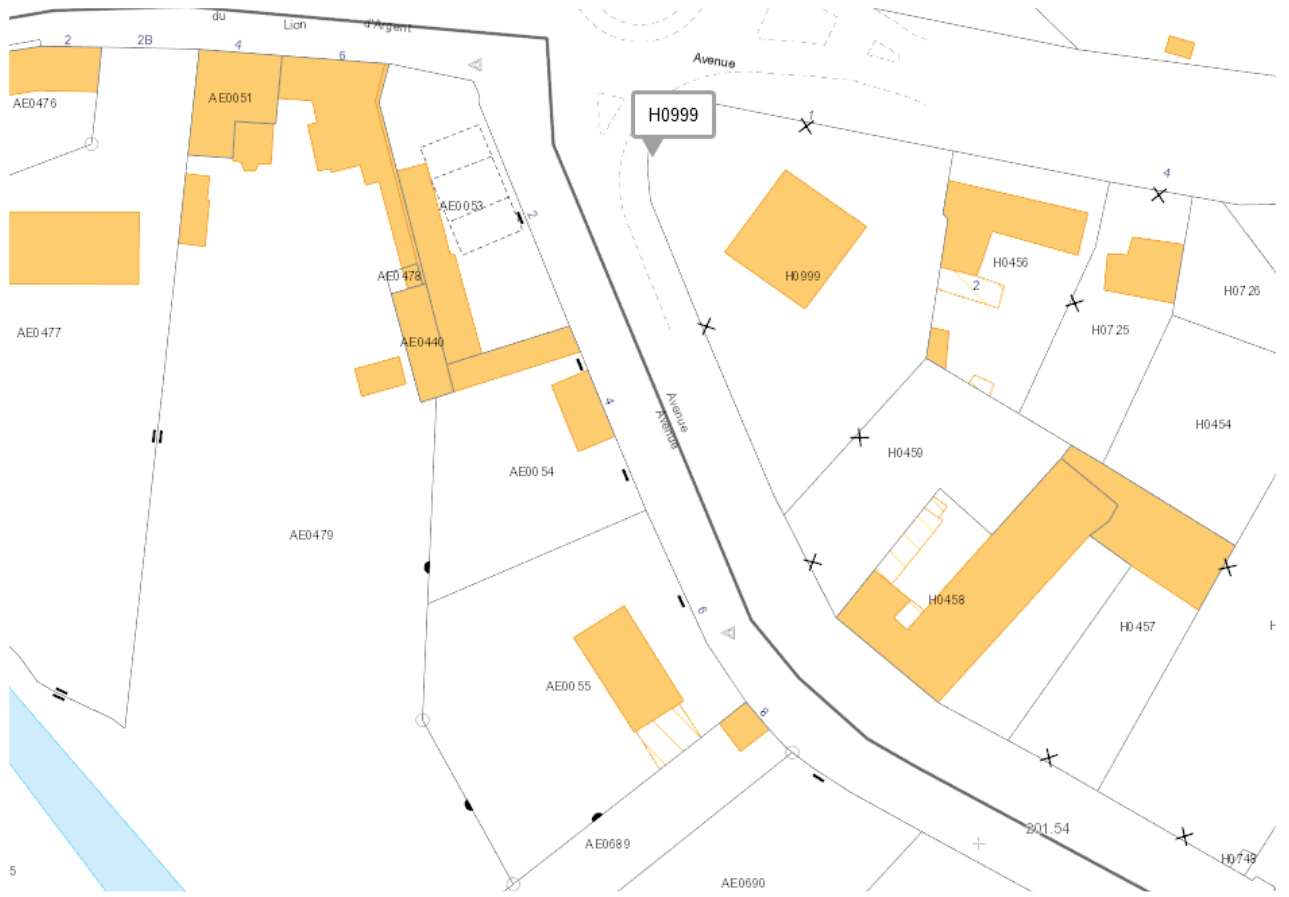 du Lion d'Argent
Avenue
2
2B
4
6
AE0476
AE0051
H0999
1
4
AE0053
2
AE0478
H0999
H0456
2
H0726
AE0477
AE0440
H0725
4
Avenue
Avenue
H0454
H0459
AE0054
AE0479
H0458
6
H0457
H
AE0055
8
201.54
AE0689
H0748
5
AE0690